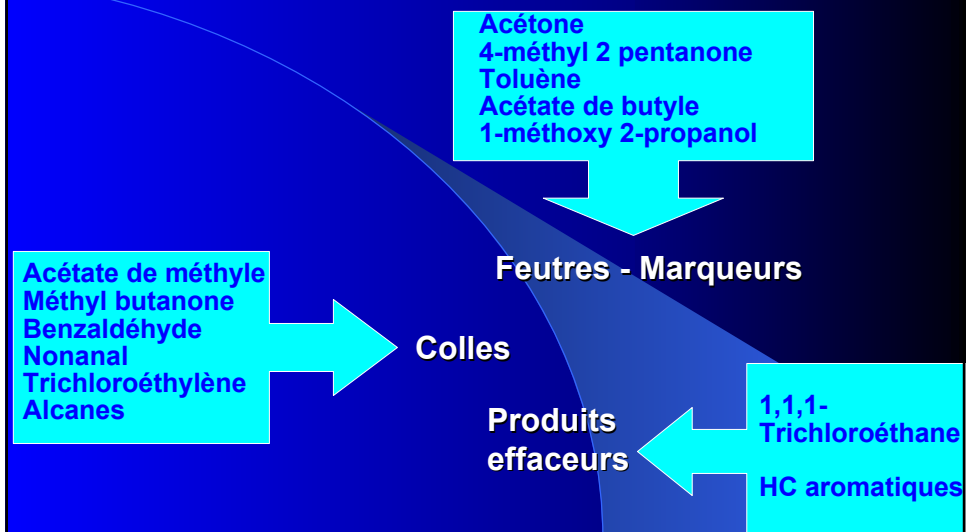 Acétone
4-méthyl 2 pentanone
Toluène
Acétate de butyle
1-méthoxy 2-propanol
Feutres - Marqueurs
Acétate de méthyle
Méthyl butanone
Benzaldéhyde
Nonanal
Trichloroéthylène
Alcanes
Colles
Produits
effaceurs
1,1,1-
Trichloroéthane
HC aromatiques